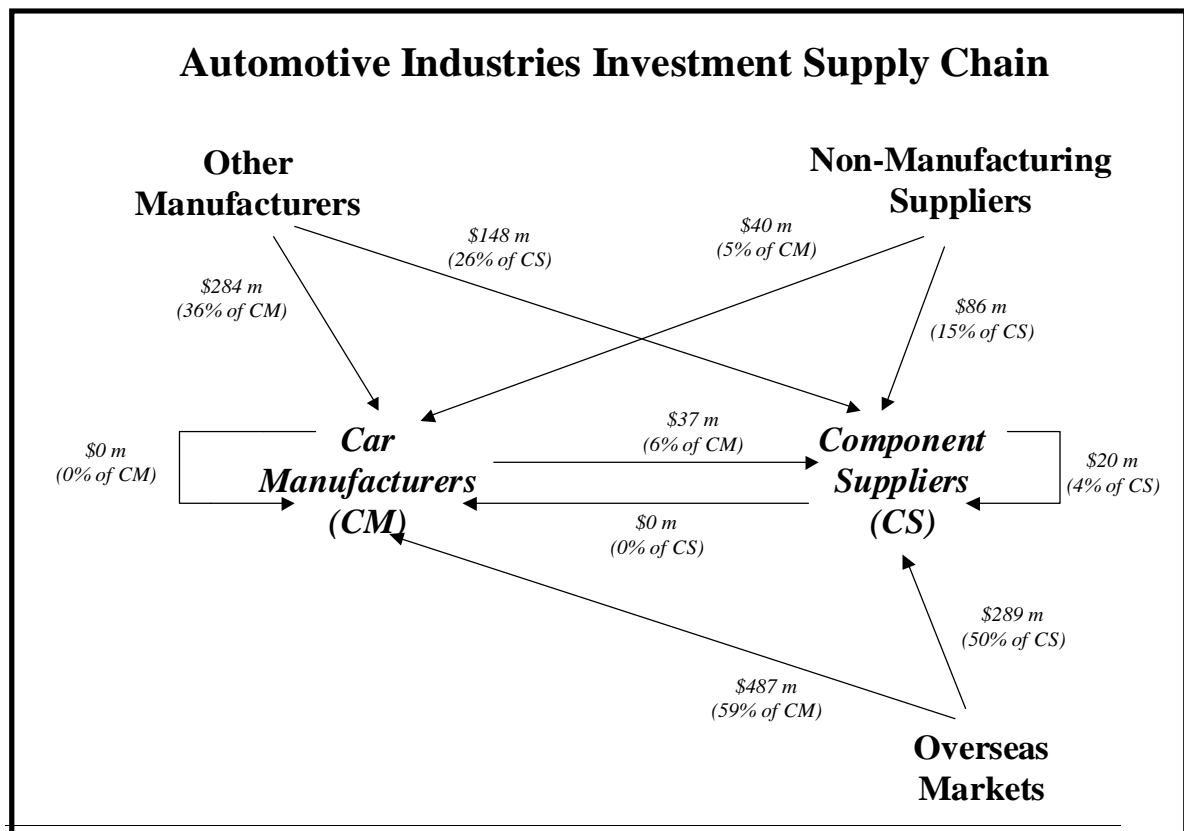 Automotive Industries Investment Supply Chain
Other
Manufacturers
Non-Manufacturing
Suppliers
$148 m
(26% of CS)
$40 m
(5% of CM)
$284 m
(36% of CM)
$86 m
(15% of CS)
$0 m
(0% of CM)
Car
Manufacturers
(CM)
$37 m
(6% of CM)
Component
Suppliers
(CS)
$20 m
(4% of CS)
$0 m
(0% of CS)
$289 m
(50% of CS)
$487 m
(59% of CM)
Overseas
Markets